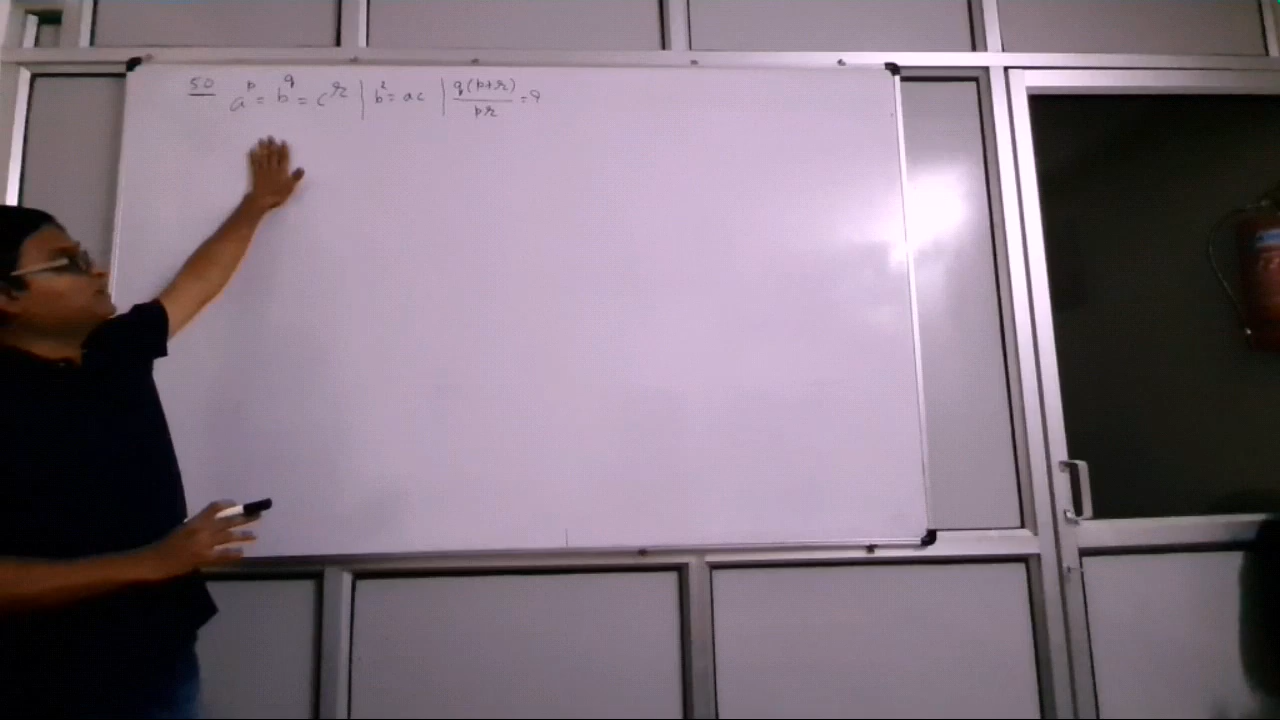 50 a^p = b^q = c^r | b^2 = ac | q(p+r)/pr = ?